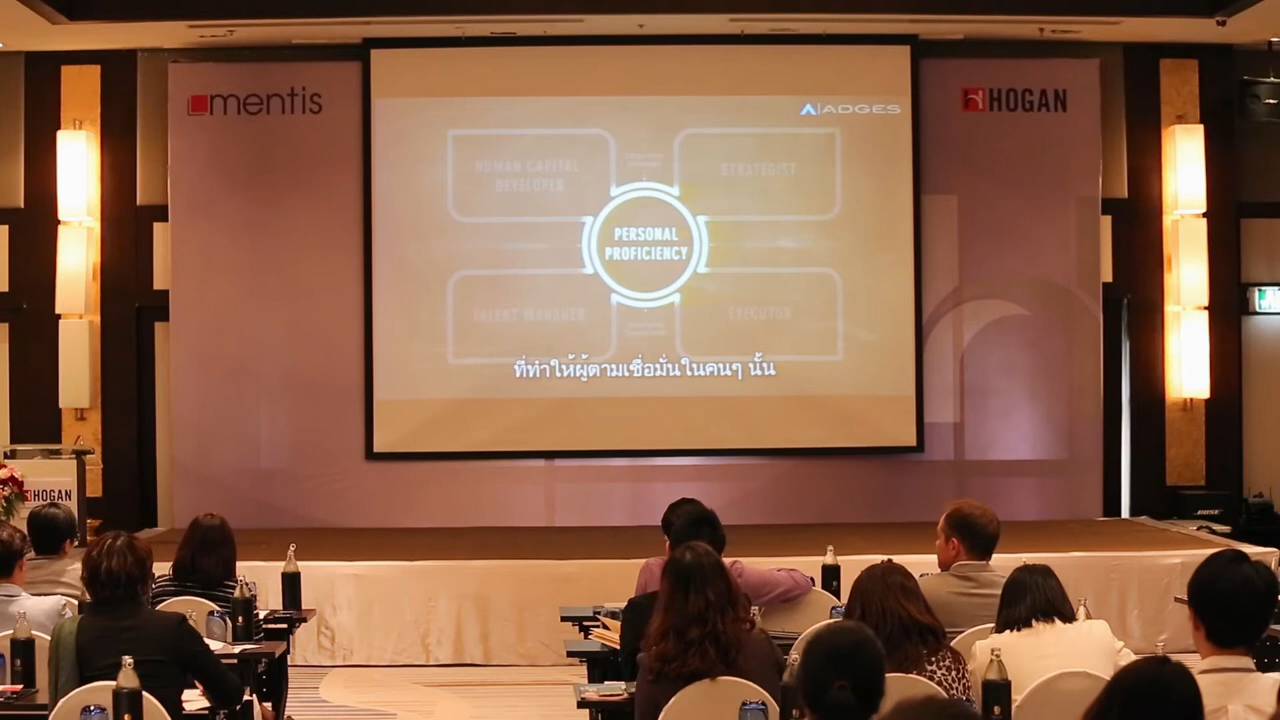 mentis
HOGAN
ADGES
HUMAN CAPITAL
DEVELOPER
STRATEGIST
PERSONAL
PROFICIENCY
TALENT MANAGER
EXECUTOR
ที่ทำให้ผู้ตามเชื่อมั่นในคนๆ นั้น
HOGAN
BOSE